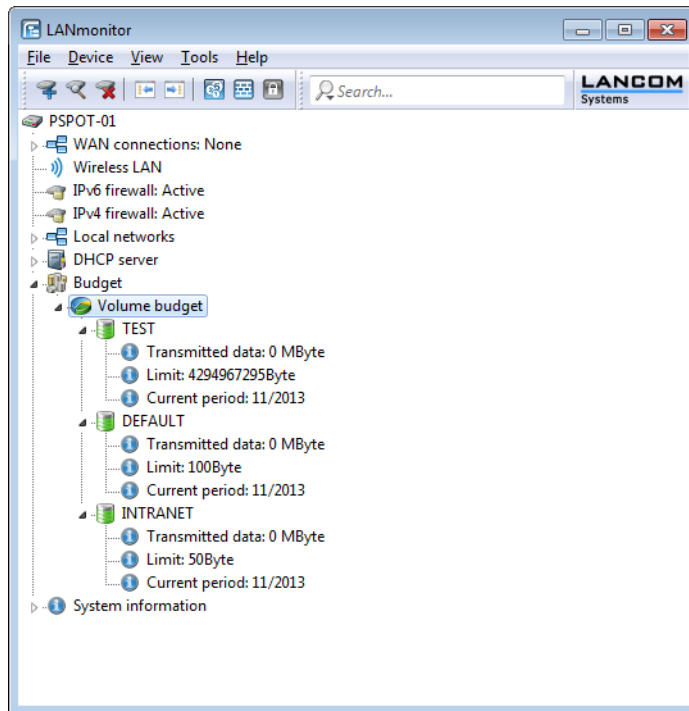 LANmonitor
File Device View Tools Help
Search...
LANCOM
Systems
PSPOT-01
WAN connections: None
Wireless LAN
IPv6 firewall: Active
IPv4 firewall: Active
Local networks
DHCP server
Budget
Volume budget
TEST
Transmitted data: 0 MByte
Limit: 4294967295Byte
Current period: 11/2013
DEFAULT
Transmitted data: 0 MByte
Limit: 100Byte
Current period: 11/2013
INTRANET
Transmitted data: 0 MByte
Limit: 50Byte
Current period: 11/2013
System information